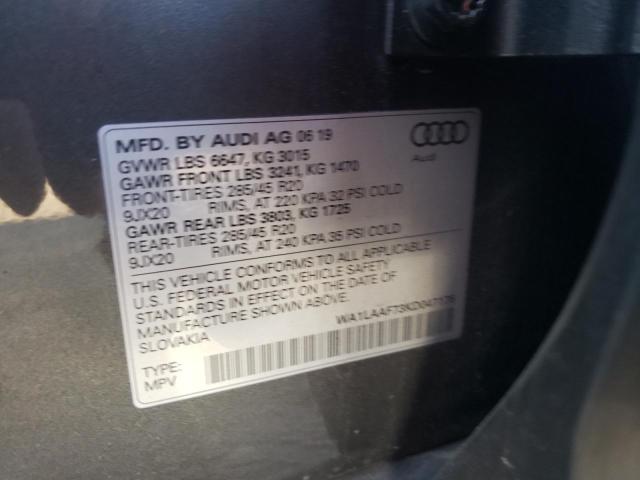 MFD. BY AUDI AG 06 19
GVWR LBS 6647, KG 3015
GAWR FRONT LBS 3241, KG 1470
FRONT-TIRES 285/45 R20
9JX20 RIMS, AT 220 KPA 32 PSI COLD
GAWR REAR LBS 3803, KG 1725
REAR-TIRES 285/45 R20
9JX20 RIMS, AT 240 KPA 35 PSI COLD
THIS VEHICLE CONFORMS TO ALL APPLICABLE
U.S. FEDERAL MOTOR VEHICLE SAFETY
STANDARDS IN EFFECT ON THE DATE OF
MANUFACTURE SHOWN ABOVE.
SLOVAKIA WA1LAAF73KD047176
TYPE:
MPV
Audi